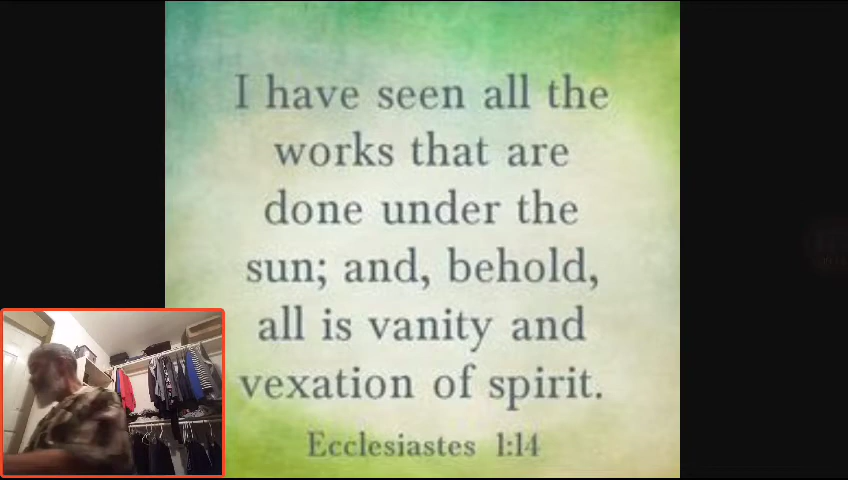 I have seen all the
works that are
done under the
sun; and, behold,
all is vanity and
vexation of spirit.
Ecclesiastes 1:14